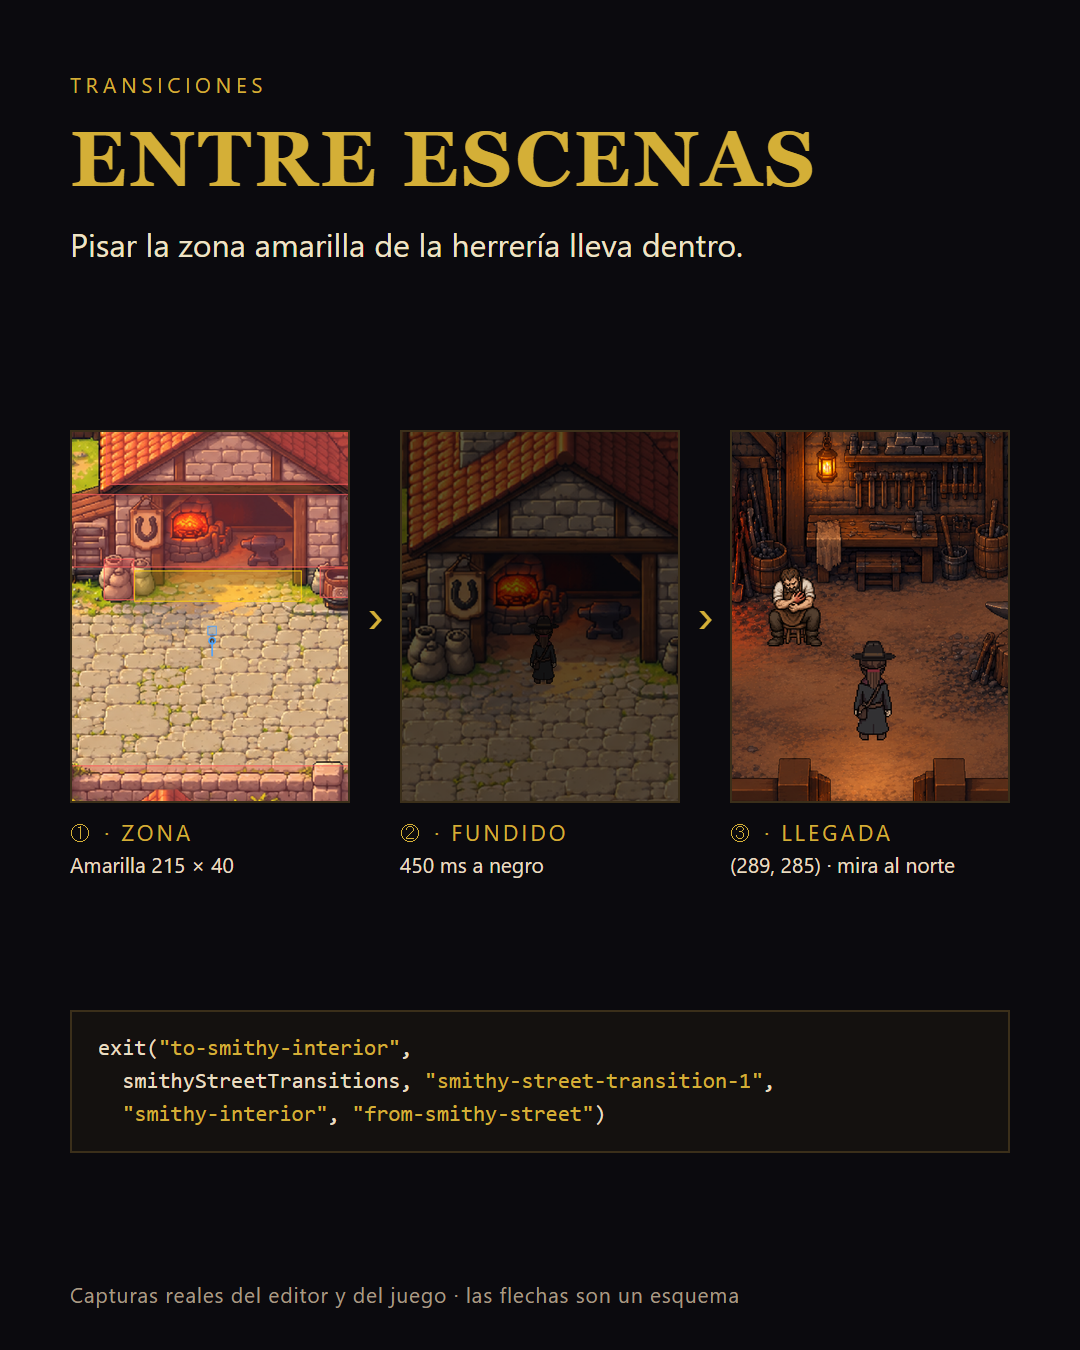 TRANSICIONES
ENTRE ESCENAS
Pisar la zona amarilla de la herrería lleva dentro.
› ›
① · ZONA
Amarilla 215 × 40
② · FUNDIDO
450 ms a negro
③ · LLEGADA
(289, 285) · mira al norte
exit("to-smithy-interior",
  smithyStreetTransitions, "smithy-street-transition-1",
  "smithy-interior", "from-smithy-street")
Capturas reales del editor y del juego · las flechas son un esquema